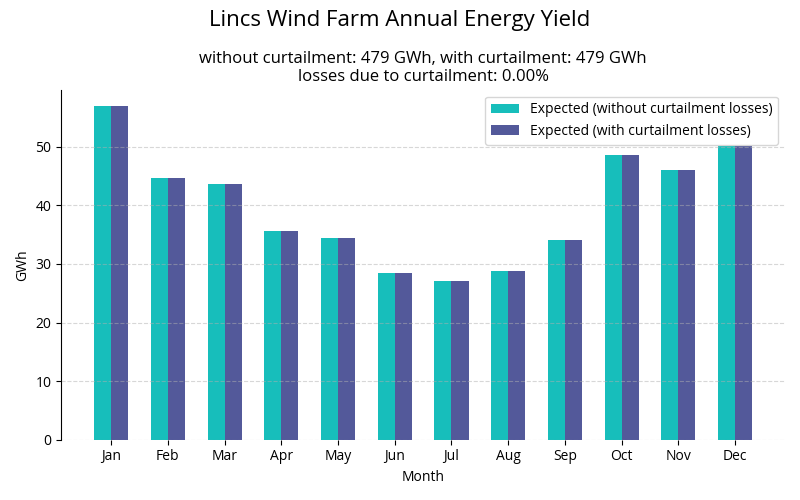 Lincs Wind Farm Annual Energy Yield
without curtailment: 479 GWh, with curtailment: 479 GWh
losses due to curtailment: 0.00%
Expected (without curtailment losses)
Expected (with curtailment losses)
GWh
50
40
30
20
10
0
Jan Feb Mar Apr May Jun Jul Aug Sep Oct Nov Dec
Month